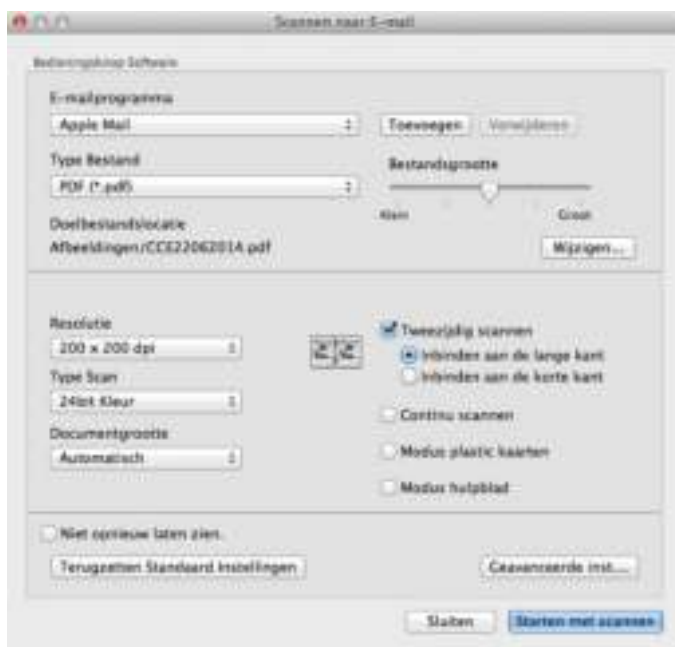 Scannen naar E-mail
Bedieningsknop Software
E-mailprogramma
Apple Mail
Toevoegen
Verwijderen
Type Bestand
Bestandsgrootte
PDF (*.pdf)
Klein
Groot
Doelbestandslocatie
Afbeeldingen/CCE22062014.pdf
Wijzigen...
Resolutie
200 x 200 dpi
Tweezijdig scannen
Inbinden aan de lange kant
Inbinden aan de korte kant
Type Scan
24bit Kleur
Continu scannen
Documentgrootte
Automatisch
Modus plastic kaarten
Modus hulpblad
Niet opnieuw laten zien.
Terugzetten Standaard Instellingen
Geavanceerde inst....
Sluiten
Starten met scannen